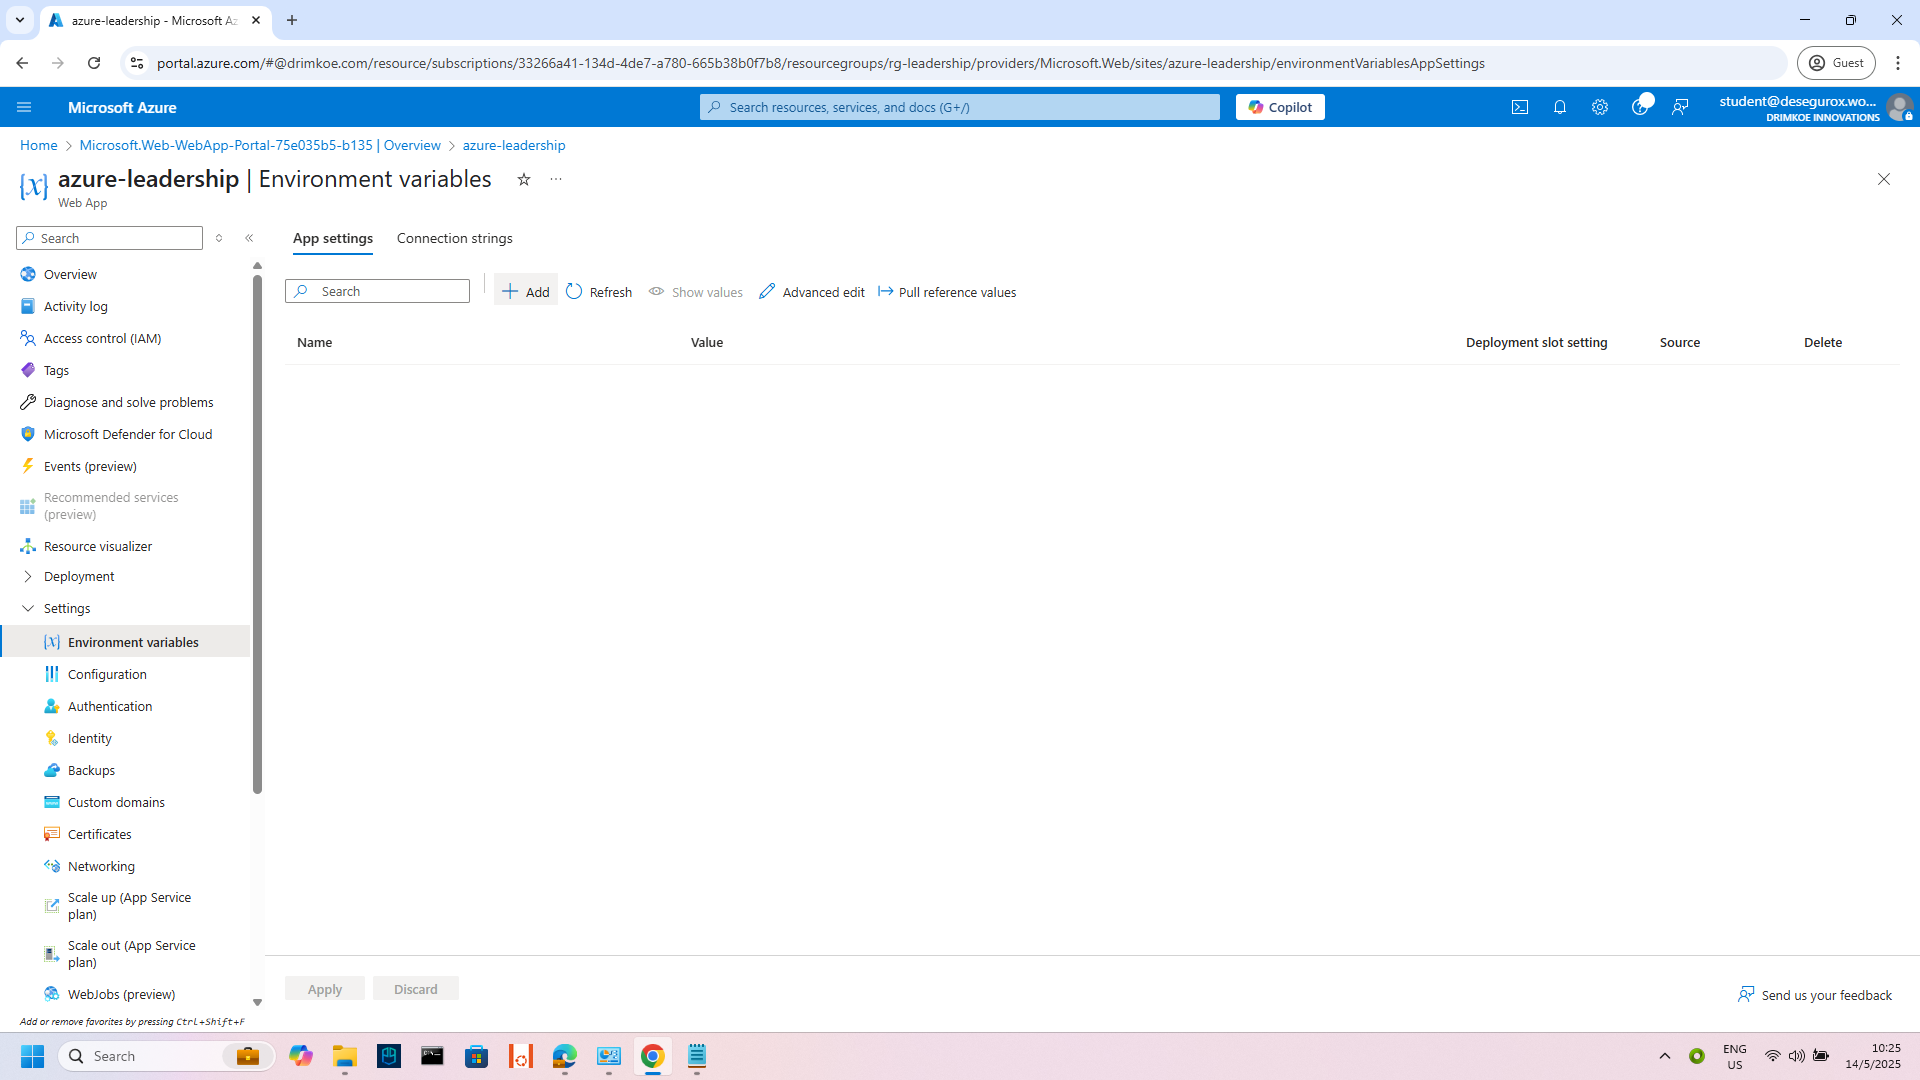 azure-leadership - Microsoft Az
portal.azure.com/#@drimkoe.com/resource/subscriptions/33266a41-134d-4de7-a780-665b38b0f7b8/resourcegroups/rg-leadership/providers/Microsoft.Web/sites/azure-leadership/environmentVariablesAppSettings
Guest
Microsoft Azure
Search resources, services, and docs (G+/)
Copilot
student@desegurox.wo...
DRIMKOE INNOVATIONS
Home
Microsoft.Web-WebApp-Portal-75e035b5-b135 | Overview
azure-leadership
azure-leadership | Environment variables
Web App
Search
App settings
Connection strings
Search
Add
Refresh
Show values
Advanced edit
Pull reference values
Name
Value
Deployment slot setting
Source
Delete
Overview
Activity log
Access control (IAM)
Tags
Diagnose and solve problems
Microsoft Defender for Cloud
Events (preview)
Recommended services
(preview)
Resource visualizer
Deployment
Settings
Environment variables
Configuration
Authentication
Identity
Backups
Custom domains
Certificates
Networking
Scale up (App Service
plan)
Scale out (App Service
plan)
WebJobs (preview)
Add or remove favorites by pressing Ctrl+Shift+F
Apply
Discard
Send us your feedback
Search
ENG
US
10:25
14/5/2025